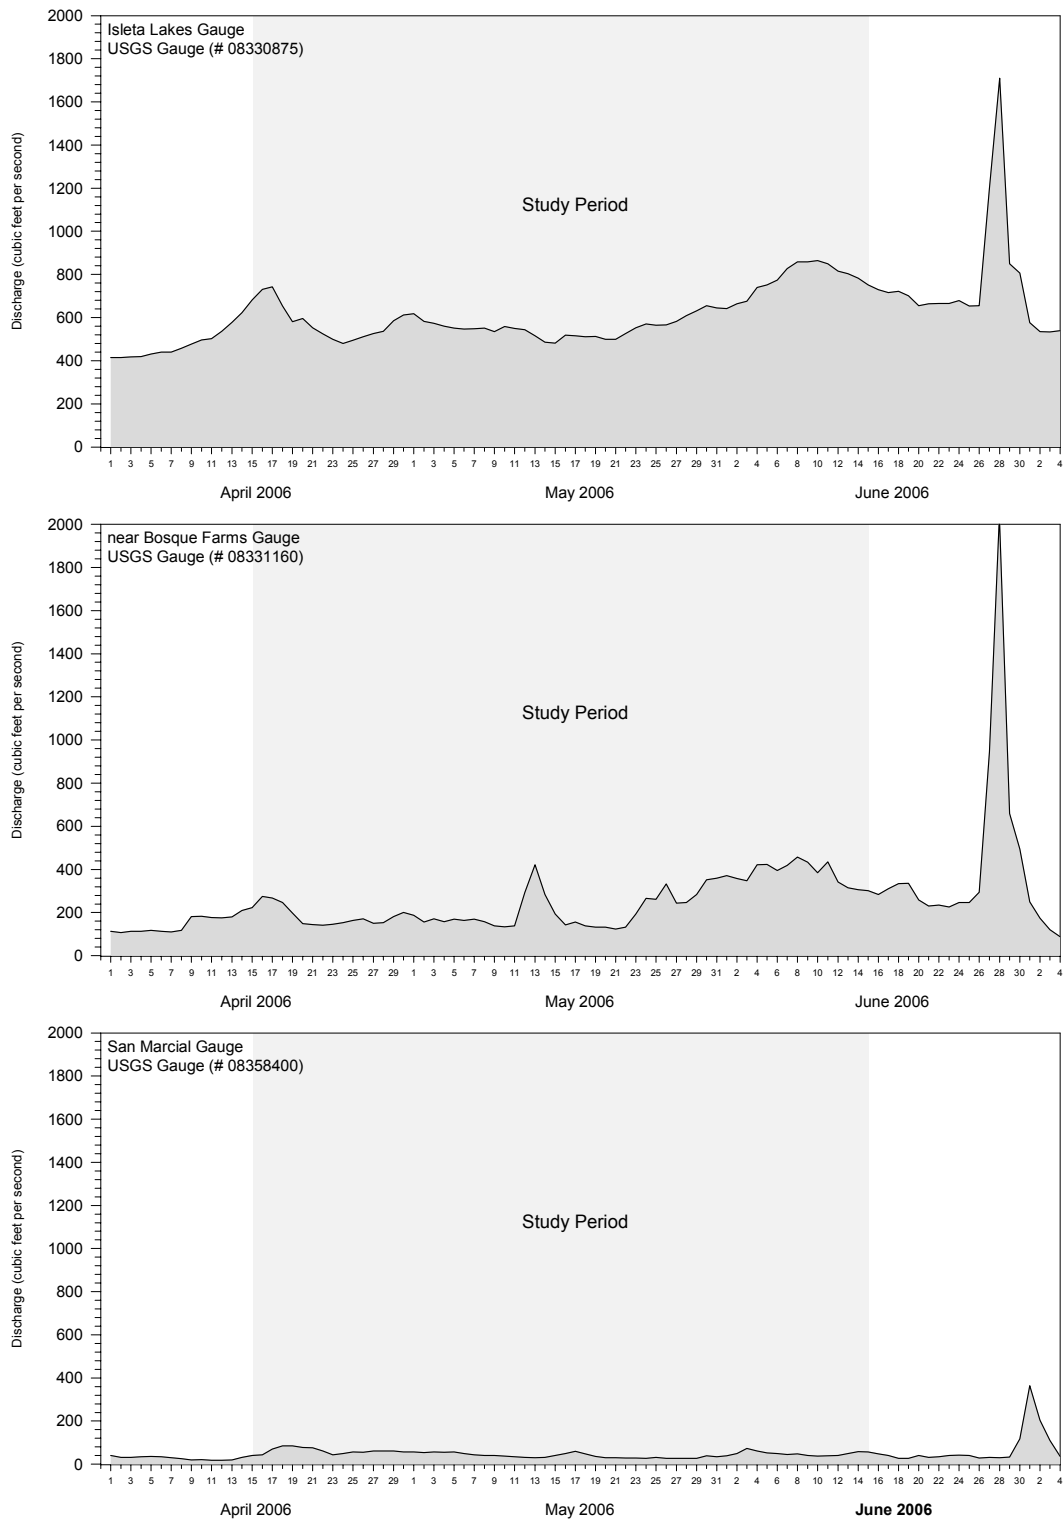 Isleta Lakes Gauge
USGS Gauge (# 08330875)
Discharge (cubic feet per second)
2000
1800
1600
1400
1200
1000
800
600
400
200
0
Study Period
1 3 5 7 9 11 13 15 17 19 21 23 25 27 29 1 3 5 7 9 11 13 15 17 19 21 23 25 27 29 31 2 4 6 8 10 12 14 16 18 20 22 24 26 28 30 2 4
April 2006 May 2006 June 2006
near Bosque Farms Gauge
USGS Gauge (# 08331160)
Discharge (cubic feet per second)
2000
1800
1600
1400
1200
1000
800
600
400
200
0
Study Period
1 3 5 7 9 11 13 15 17 19 21 23 25 27 29 1 3 5 7 9 11 13 15 17 19 21 23 25 27 29 31 2 4 6 8 10 12 14 16 18 20 22 24 26 28 30 2 4
April 2006 May 2006 June 2006
San Marcial Gauge
USGS Gauge (# 08358400)
Discharge (cubic feet per second)
2000
1800
1600
1400
1200
1000
800
600
400
200
0
Study Period
1 3 5 7 9 11 13 15 17 19 21 23 25 27 29 1 3 5 7 9 11 13 15 17 19 21 23 25 27 29 31 2 4 6 8 10 12 14 16 18 20 22 24 26 28 30 2 4
April 2006 May 2006 June 2006